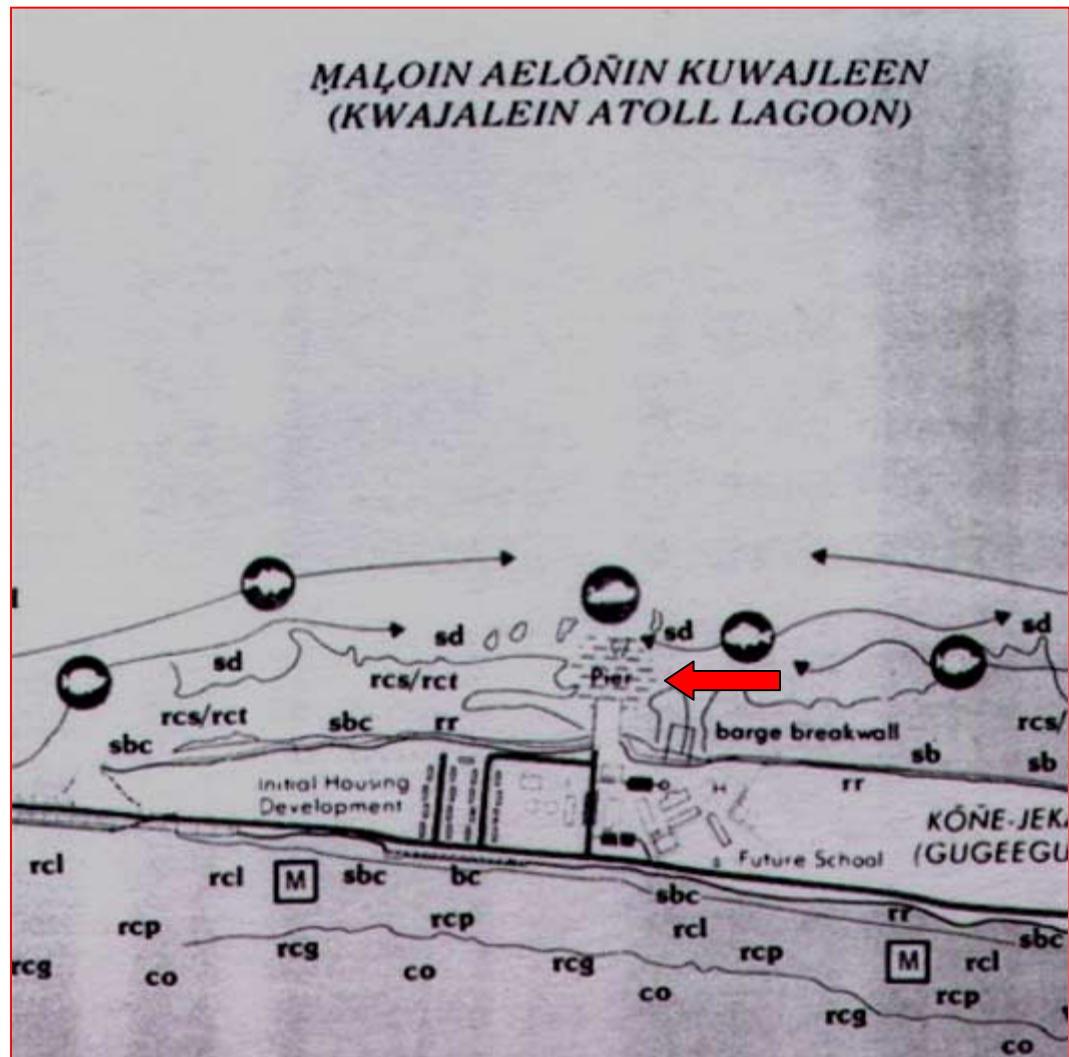 ṂAḶOIN AELŌÑIN KUWAJLEEN
(KWAJALEIN ATOLL LAGOON)
sd
sd
sd
sd
Pier
rcs/rct
rcs/rct
rcs/
sbc
sbc
rr
barge breakwall
sb
sb
rr
Initial Housing
Development
KŌÑE-JEK
(GUGEEGU
Future School
rcl
rcl
M
sbc
bc
sbc
rr
sbc
rcp
rcp
rcl
rcp
M
rcl
rcg
co
rcg
co
rcg
co
rcg
rcp
co